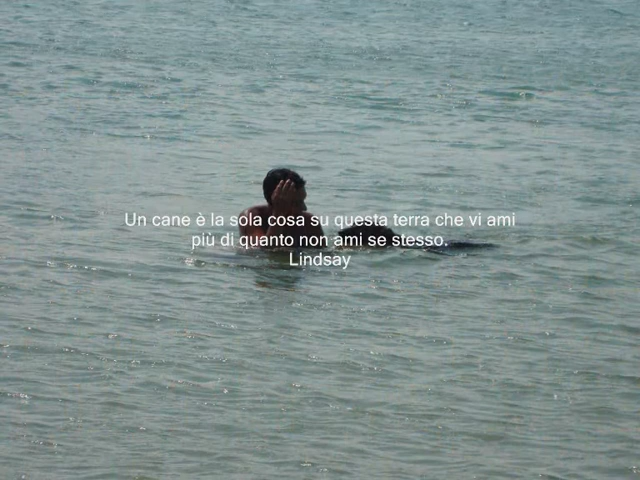 Un cane è la sola cosa su questa terra che vi ami
più di quanto non ami se stesso.
Lindsay